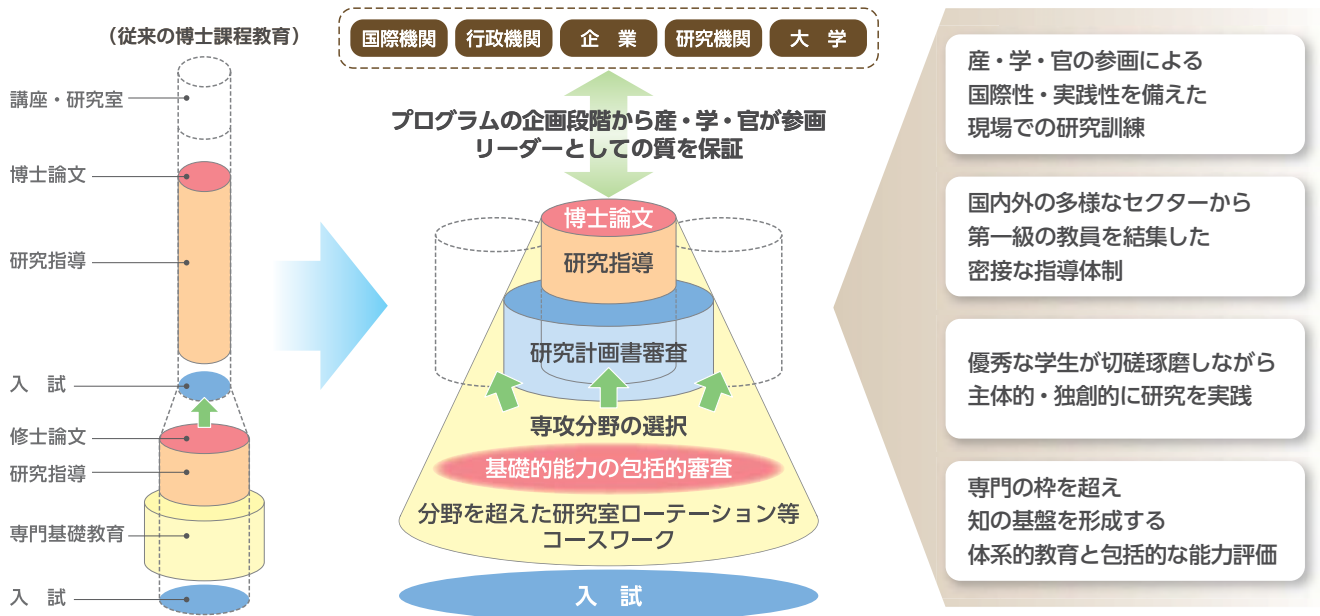 （従来の博士課程教育）
講座・研究室
博士論文
研究指導
入　試
修士論文
研究指導
専門基礎教育
入　試
国際機関
行政機関
企　業
研究機関
大　学
プログラムの企画段階から産・学・官が参画
リーダーとしての質を保証
博士論文
研究指導
研究計画書審査
専攻分野の選択
基礎的能力の包括的審査
分野を超えた研究室ローテーション等
コースワーク
入　試
産・学・官の参画による
国際性・実践性を備えた
現場での研究訓練
国内外の多様なセクターから
第一級の教員を結集した
密接な指導体制
優秀な学生が切磋琢磨しながら
主体的・独創的に研究を実践
専門の枠を超え
知の基盤を形成する
体系的教育と包括的な能力評価